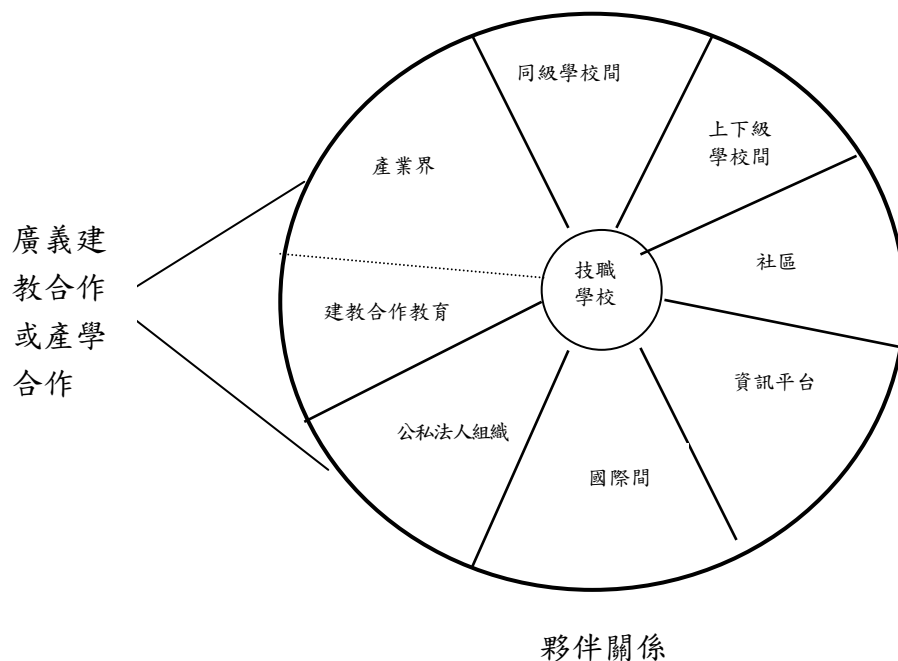 同級學校間
上下級
學校間
產業界
廣義建
教合作
或產學
合作
技職
學校
社區
建教合作教育
資訊平台
公私法人組織
國際間
夥伴關係